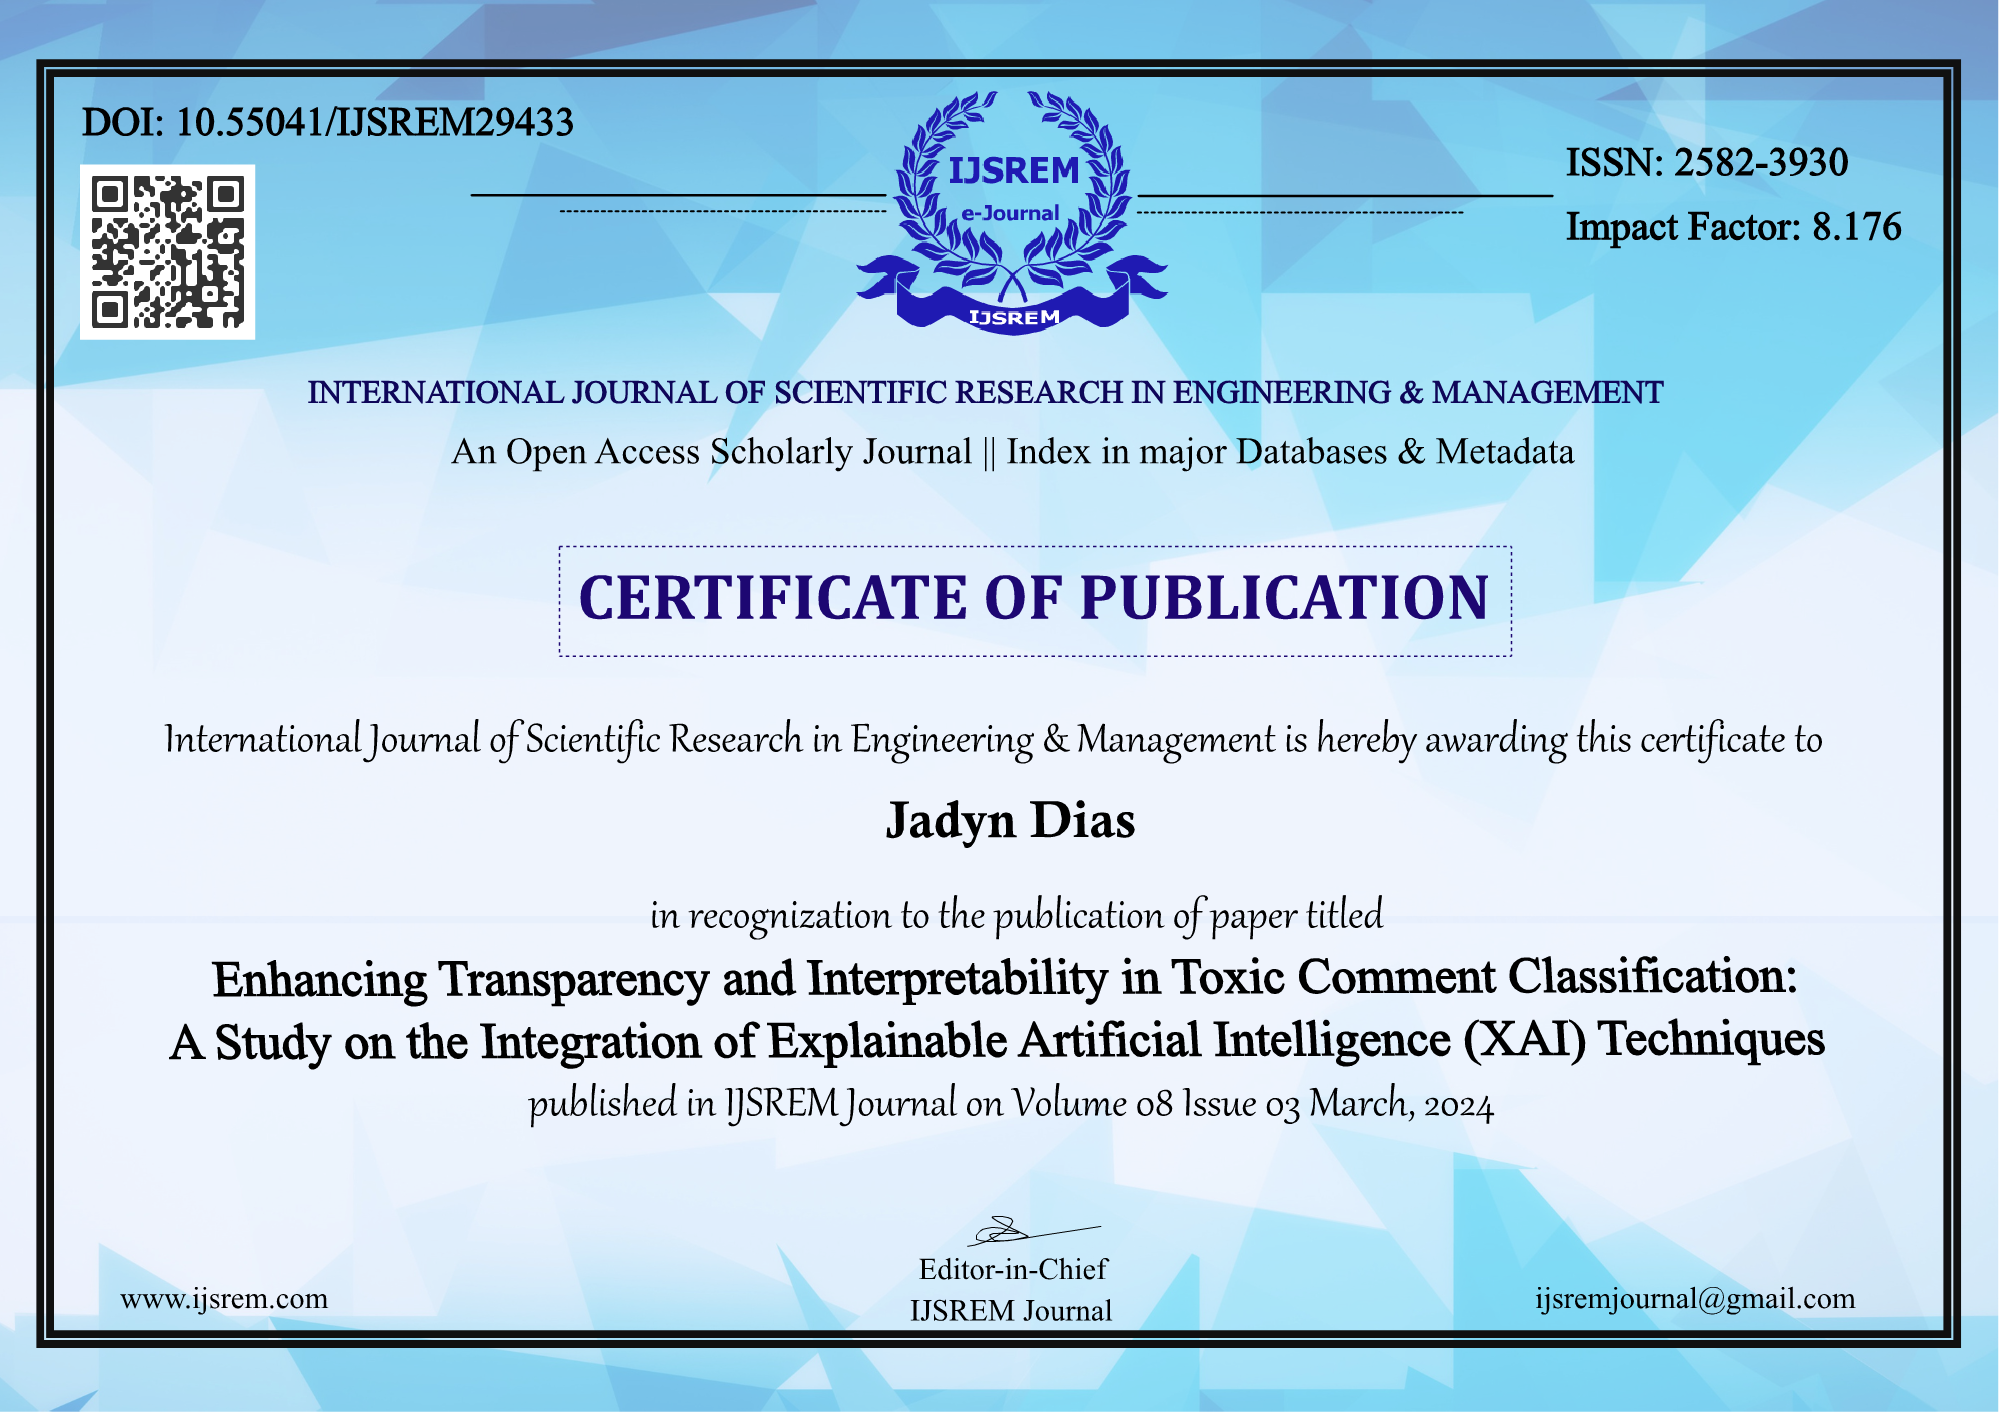 DOI: 10.55041/IJSREM29433
ISSN: 2582-3930
Impact Factor: 8.176
IJSREM
e-Journal
IJSREM
INTERNATIONAL JOURNAL OF SCIENTIFIC RESEARCH IN ENGINEERING & MANAGEMENT
An Open Access Scholarly Journal || Index in major Databases & Metadata
CERTIFICATE OF PUBLICATION
International Journal of Scientific Research in Engineering & Management is hereby awarding this certificate to
Jadyn Dias
in recognization to the publication of paper titled
Enhancing Transparency and Interpretability in Toxic Comment Classification:
A Study on the Integration of Explainable Artificial Intelligence (XAI) Techniques
published in IJSREM Journal on Volume 08 Issue 03 March, 2024
Editor-in-Chief
IJSREM Journal
www.ijsrem.com
ijsremjournal@gmail.com